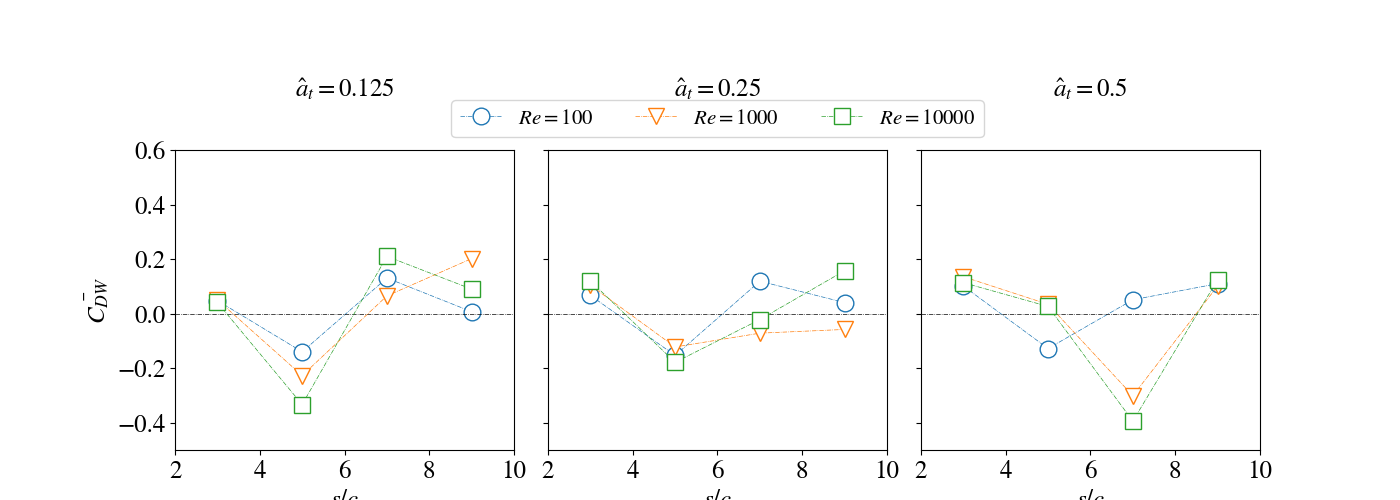 â_t = 0.125 â_t = 0.25 â_t = 0.5
Re = 100 Re = 1000 Re = 10000
0.6
0.4
0.2
0.0
−0.2
−0.4
C̄_DW
2 4 6 8 10 2 4 6 8 10 2 4 6 8 10
s/c s/c s/c